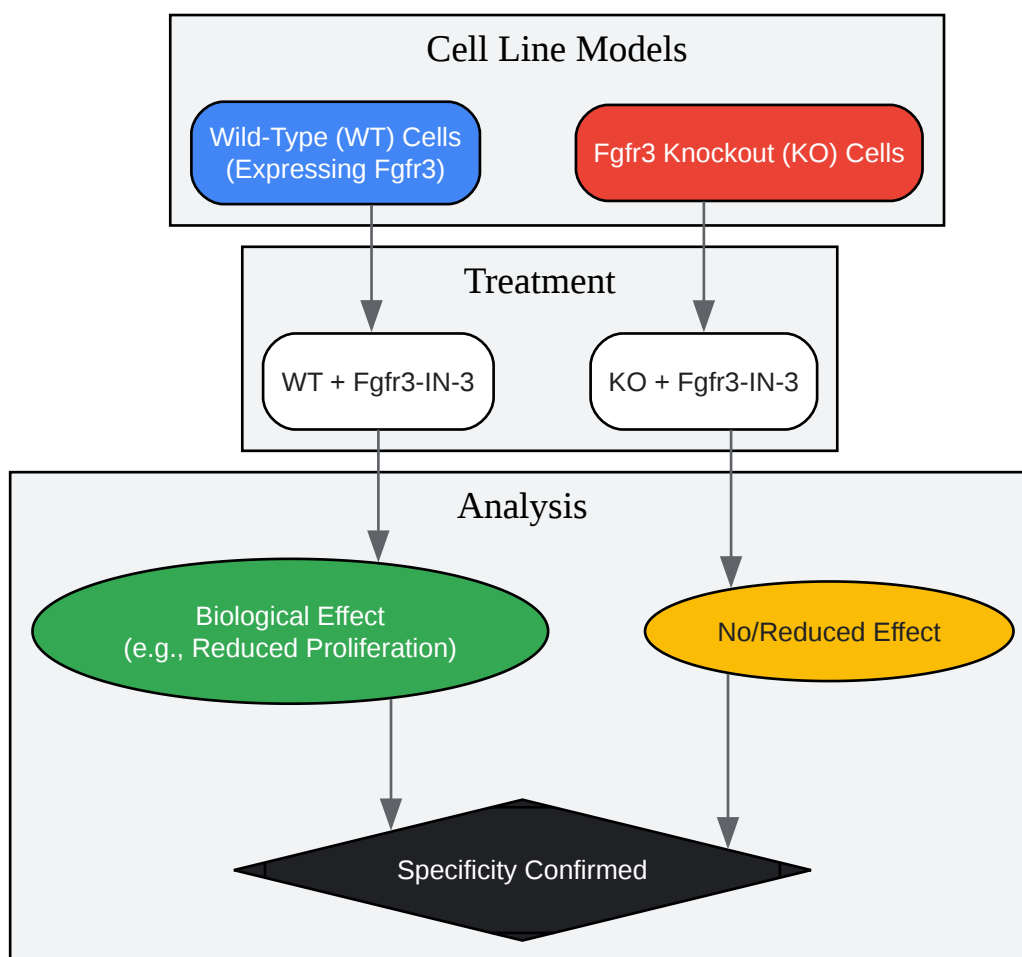 Cell Line Models
Wild-Type (WT) Cells
(Expressing Fgfr3)
Fgfr3 Knockout (KO) Cells
Treatment
WT + Fgfr3-IN-3
KO + Fgfr3-IN-3
Analysis
Biological Effect
(e.g., Reduced Proliferation)
No/Reduced Effect
Specificity Confirmed